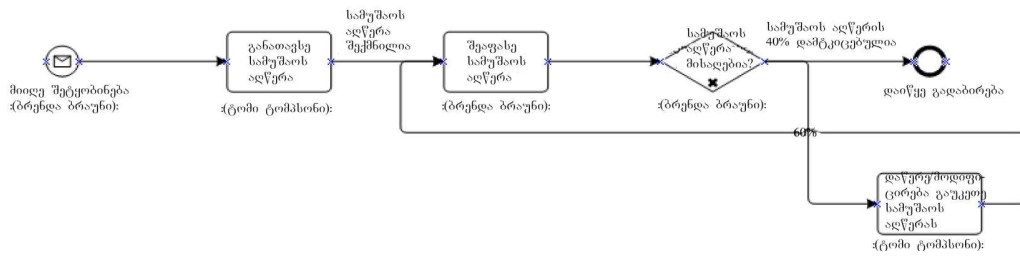 მიიღე შეტყობინება
:(ბრენდა ბრაუნი):
განათავსე
სამუშაოს
აღწერა
:(ტომი ტომპსონი):
სამუშაოს
აღწერა
შექმნილია
შეაფასე
სამუშაოს
აღწერა
:(ბრენდა ბრაუნი):
სამუშაოს
აღწერა
მისაღებია?
:(ბრენდა ბრაუნი):
სამუშაოს აღწერის
40% დამტკიცებულია
დაიწყე გადაბირება
60%
დაწერე/მოდიფი-
ცირება გაუკეთე
სამუშაოს
აღწერას
:(ტომი ტომპსონი):